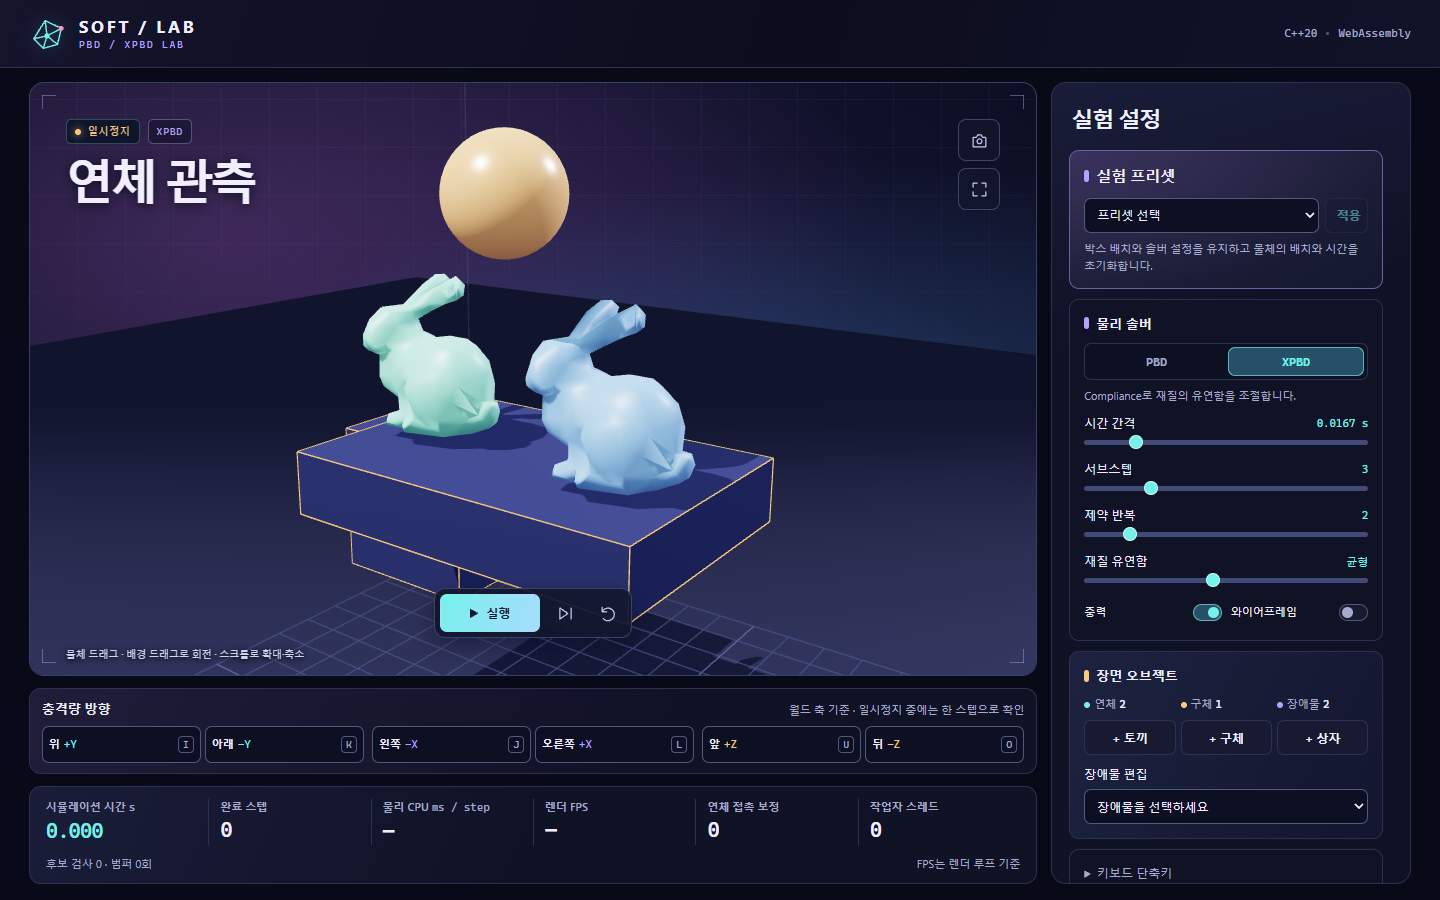 SOFT / LAB
PBD / XPBD LAB
C++20 • WebAssembly
일시정지
XPBD
연체 관측
실행
물체 드래그 · 배경 드래그로 회전 · 스크롤로 확대·축소
충격량 방향
월드 축 기준 · 일시정지 중에는 한 스텝으로 확인
위 +Y I
아래 −Y K
왼쪽 −X J
오른쪽 +X L
앞 +Z U
뒤 −Z O
시뮬레이션 시간 s
0.000
완료 스텝
0
물리 CPU ms / step
—
렌더 FPS
—
연체 접촉 보정
0
작업자 스레드
0
후보 검사 0 · 범퍼 0회
FPS는 렌더 루프 기준
실험 설정
실험 프리셋
프리셋 선택
적용
박스 배치와 솔버 설정을 유지하고 물체의 배치와 시간을
초기화합니다.
물리 솔버
PBD
XPBD
Compliance로 재질의 유연함을 조절합니다.
시간 간격 0.0167 s
서브스텝 3
제약 반복 2
재질 유연함 균형
중력
와이어프레임
장면 오브젝트
연체 2
구체 1
장애물 2
+ 토끼
+ 구체
+ 상자
장애물 편집
장애물을 선택하세요
▶ 키보드 단축키